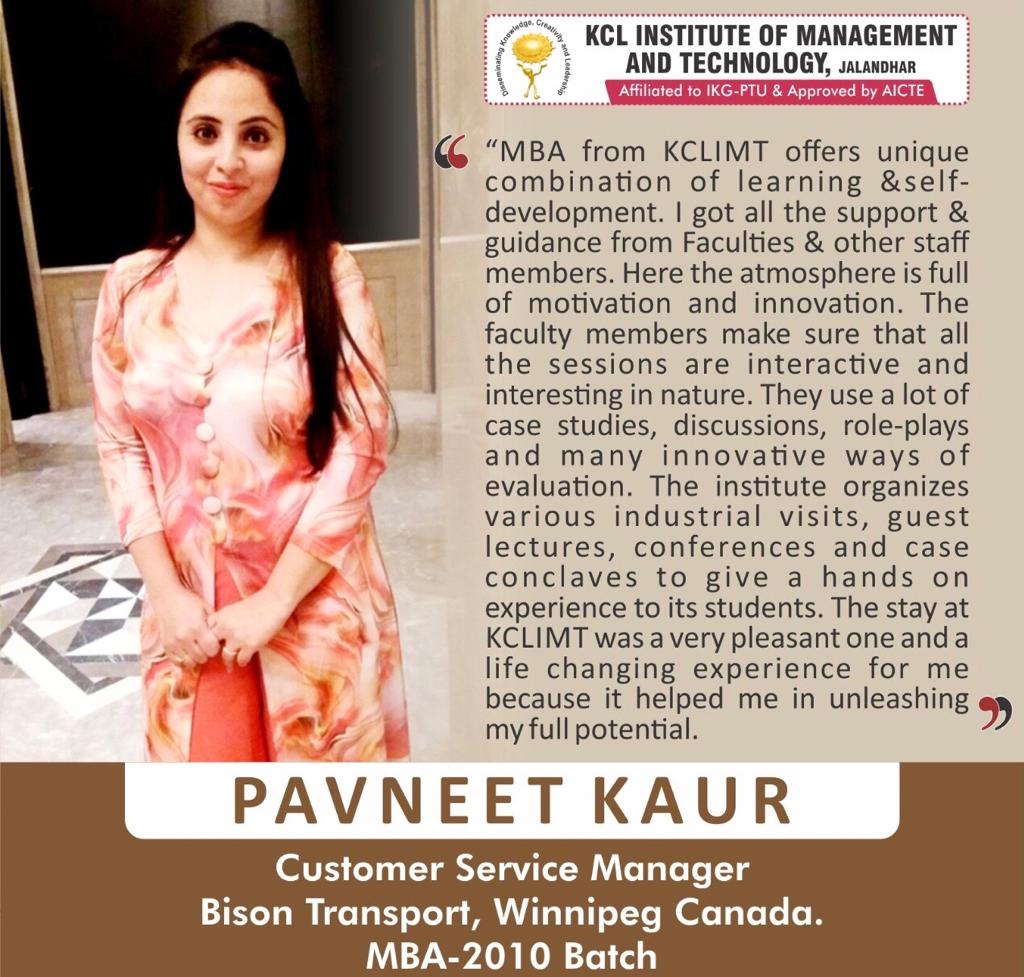 Disseminating Knowledge, Creativity and Leadership
KCL INSTITUTE OF MANAGEMENT
AND TECHNOLOGY, JALANDHAR
Affiliated to IKG-PTU & Approved by AICTE
“MBA from KCLIMT offers unique
combination of learning &self-
development. I got all the support &
guidance from Faculties & other staff
members. Here the atmosphere is full
of motivation and innovation. The
faculty members make sure that all
the sessions are interactive and
interesting in nature. They use a lot of
case studies, discussions, role-plays
and many innovative ways of
evaluation. The institute organizes
various industrial visits, guest
lectures, conferences and case
conclaves to give a hands on
experience to its students. The stay at
KCLIMT was a very pleasant one and a
life changing experience for me
because it helped me in unleashing
my full potential.
PAVNEET KAUR
Customer Service Manager
Bison Transport, Winnipeg Canada.
MBA-2010 Batch